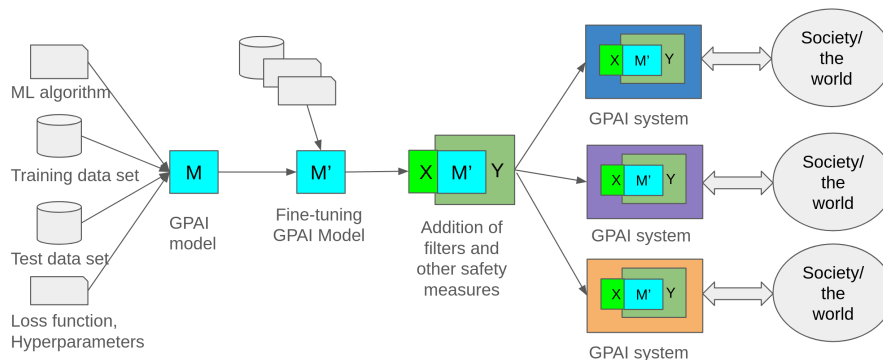 ML algorithm
Training data set
Test data set
Loss function,
Hyperparameters
M
GPAI
model
M'
Fine-tuning
GPAI Model
X
M'
Y
Addition of
filters and
other safety
measures
X
M'
Y
GPAI system
Society/
the
world
X
M'
Y
GPAI system
Society/
the
world
X
M'
Y
GPAI system
Society/
the
world